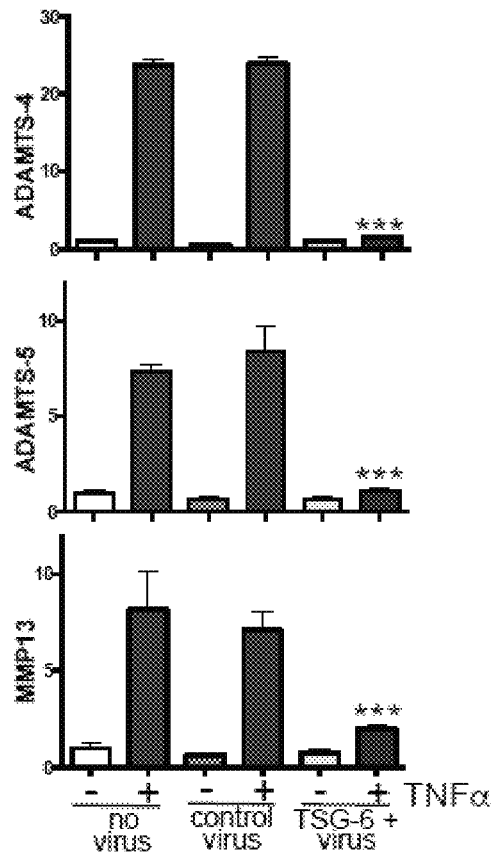 ADAMTS-4
30
20
10
0
***
ADAMTS-5
10
5
0
***
MMP13
10
5
0
***
- + - + - + TNFα
no virus
control virus
TSG-6 + virus